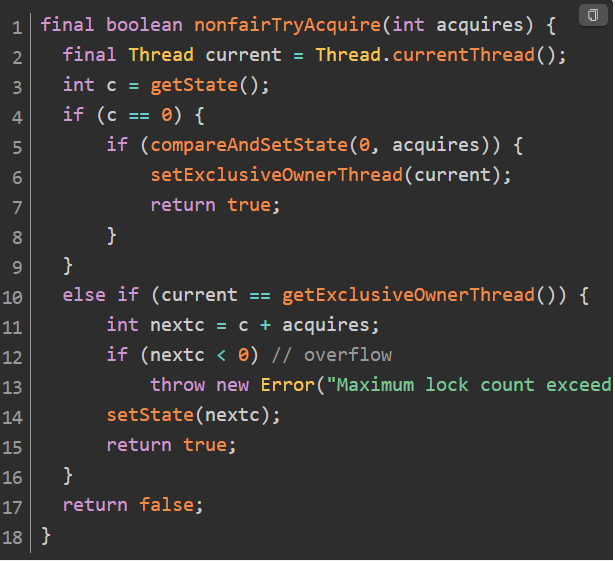 1 final boolean nonfairTryAcquire(int acquires) {
2   final Thread current = Thread.currentThread();
3   int c = getState();
4   if (c == 0) {
5       if (compareAndSetState(0, acquires)) {
6           setExclusiveOwnerThread(current);
7           return true;
8       }
9   }
10   else if (current == getExclusiveOwnerThread()) {
11       int nextc = c + acquires;
12       if (nextc < 0) // overflow
13           throw new Error("Maximum lock count exceed
14       setState(nextc);
15       return true;
16   }
17   return false;
18 }